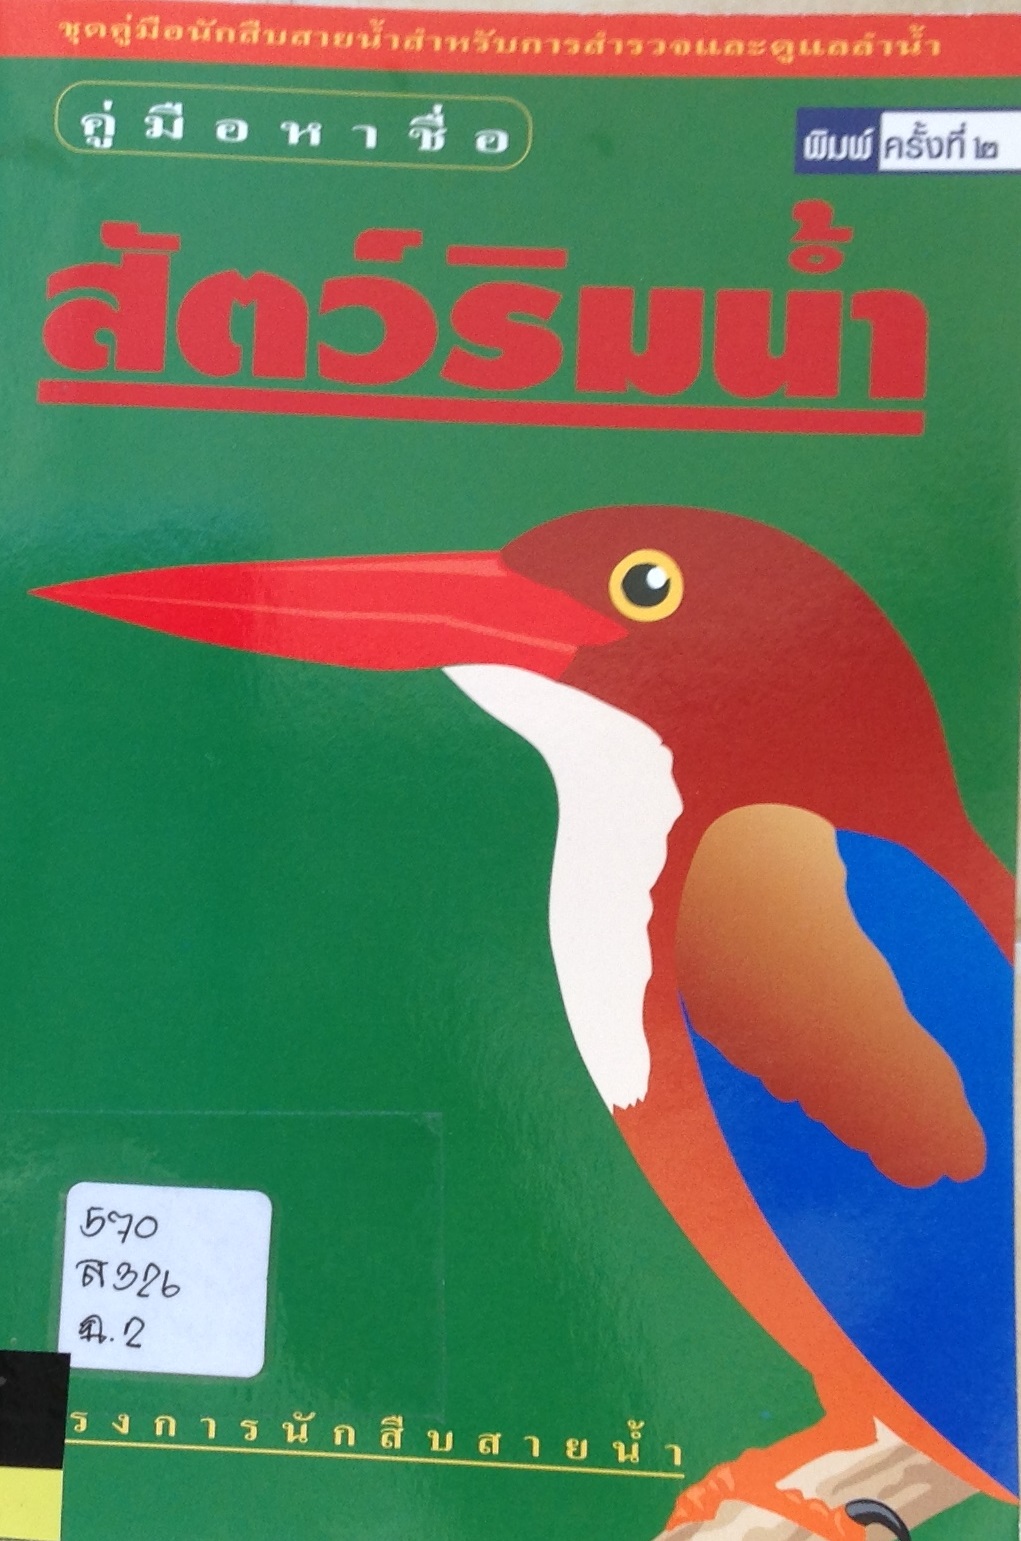 ชุดคู่มือนักสืบสายน้ำสำหรับการสำรวจและดูแลลำน้ำ
คู่มือหาชื่อ
พิมพ์ครั้งที่ ๒
สัตว์ริมน้ำ
570
ส326
ฉ.2
รงการนักสืบสายน้ำ